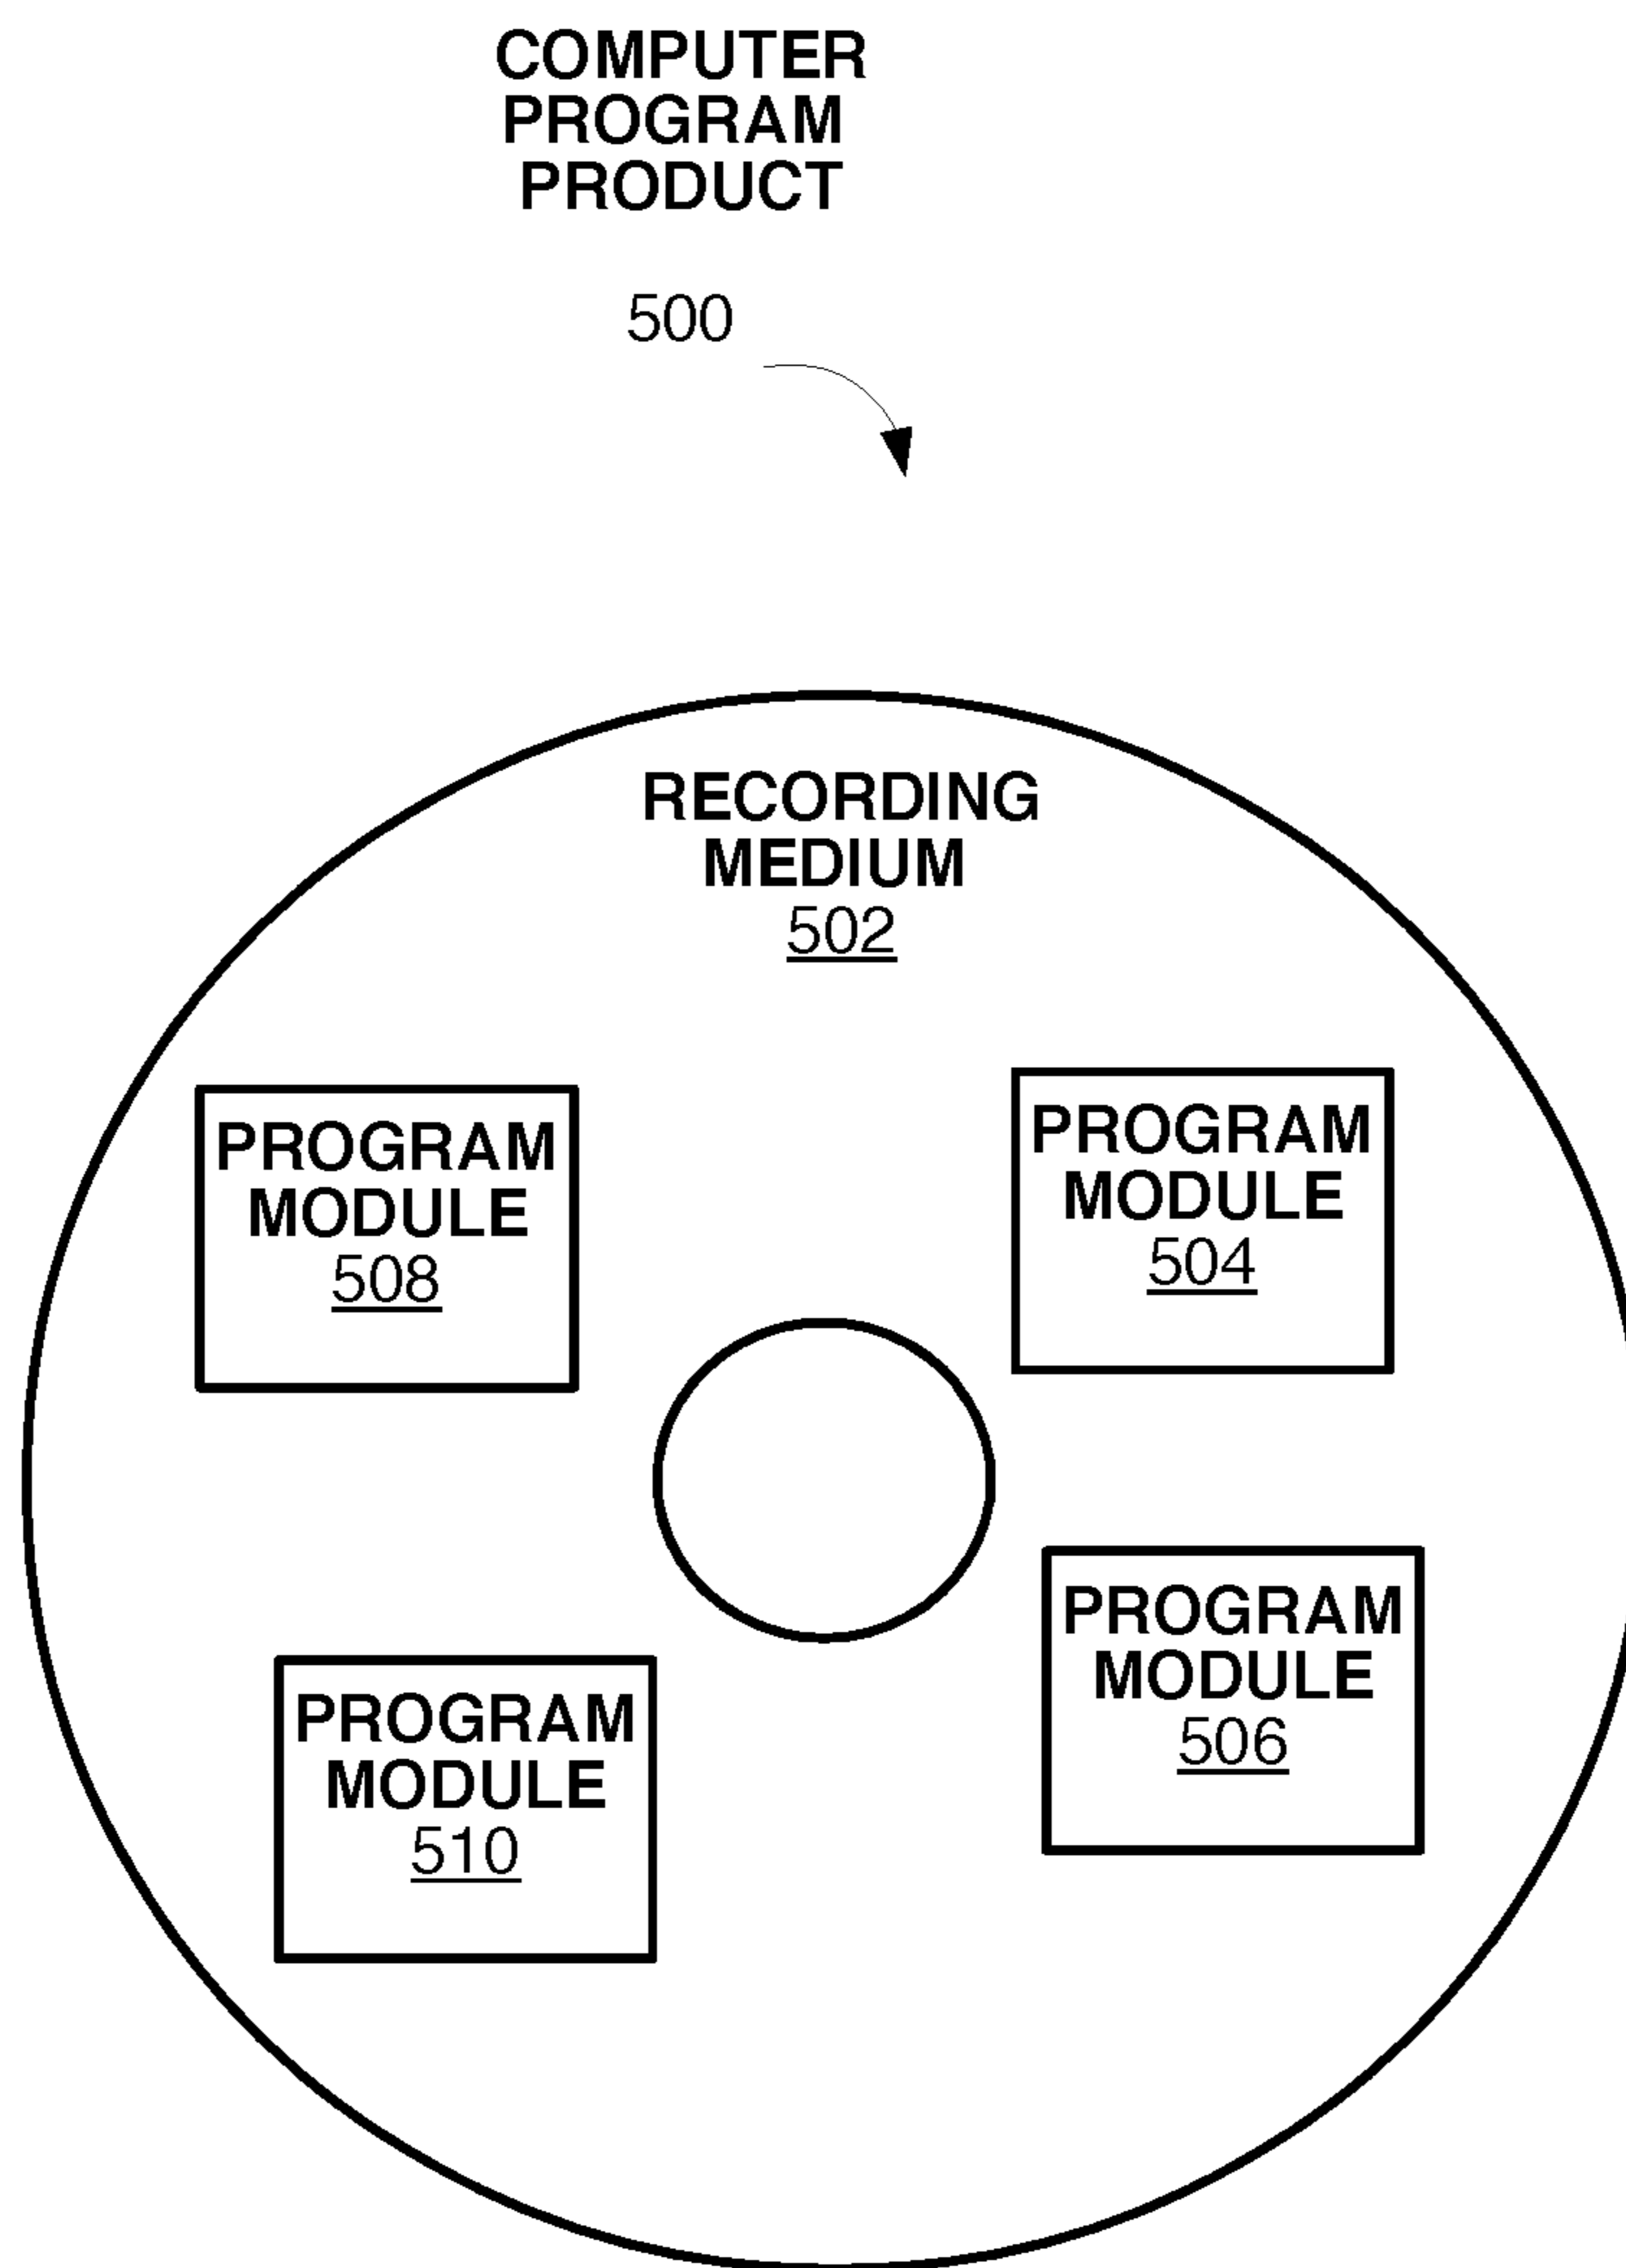 COMPUTER
PROGRAM
PRODUCT
500
RECORDING
MEDIUM
502
PROGRAM
MODULE
508
PROGRAM
MODULE
504
PROGRAM
MODULE
510
PROGRAM
MODULE
506